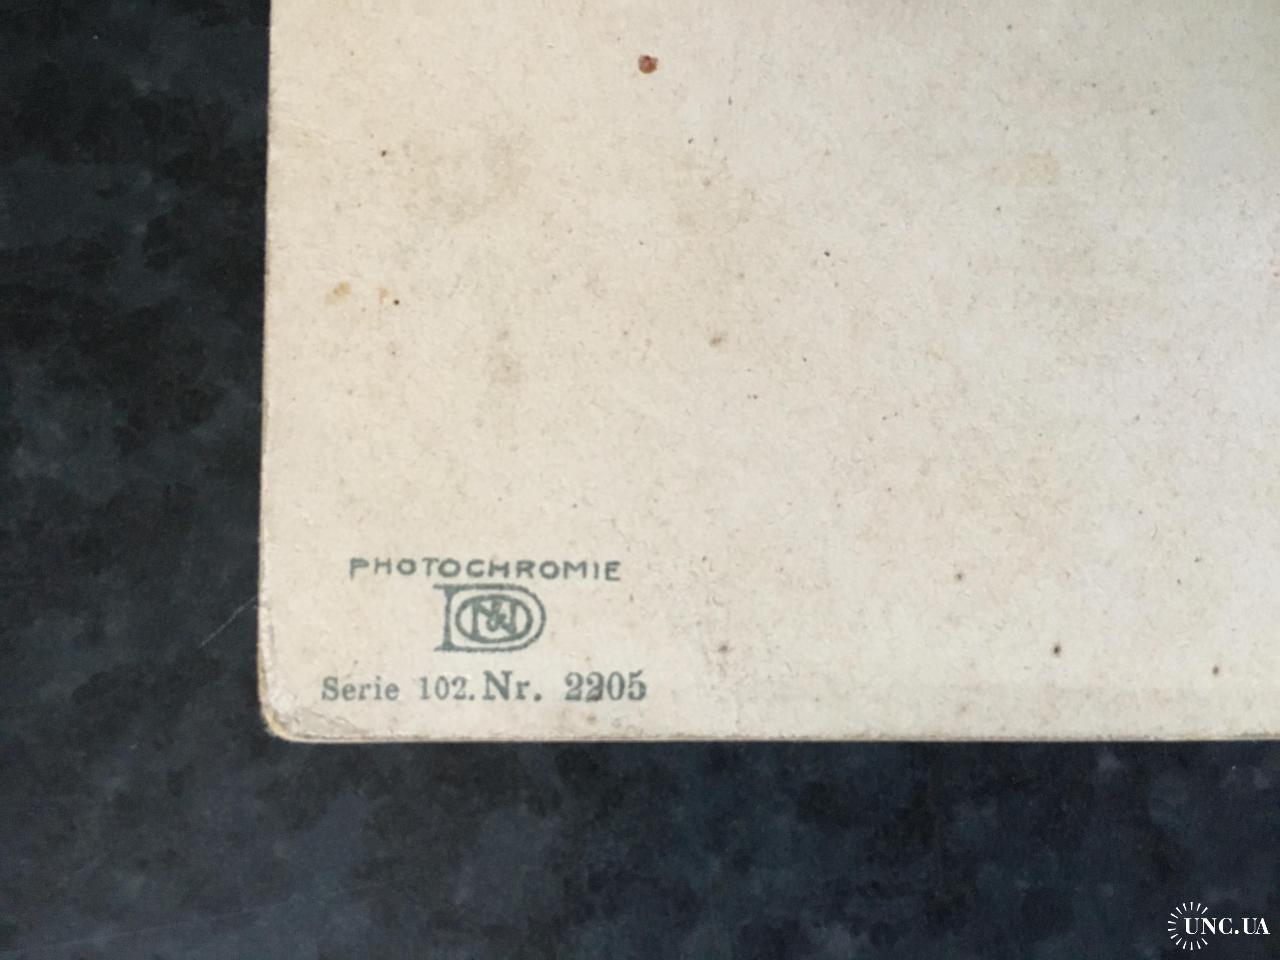 PHOTOCHROMIE
Serie 102. Nr. 2205
UNC.UA